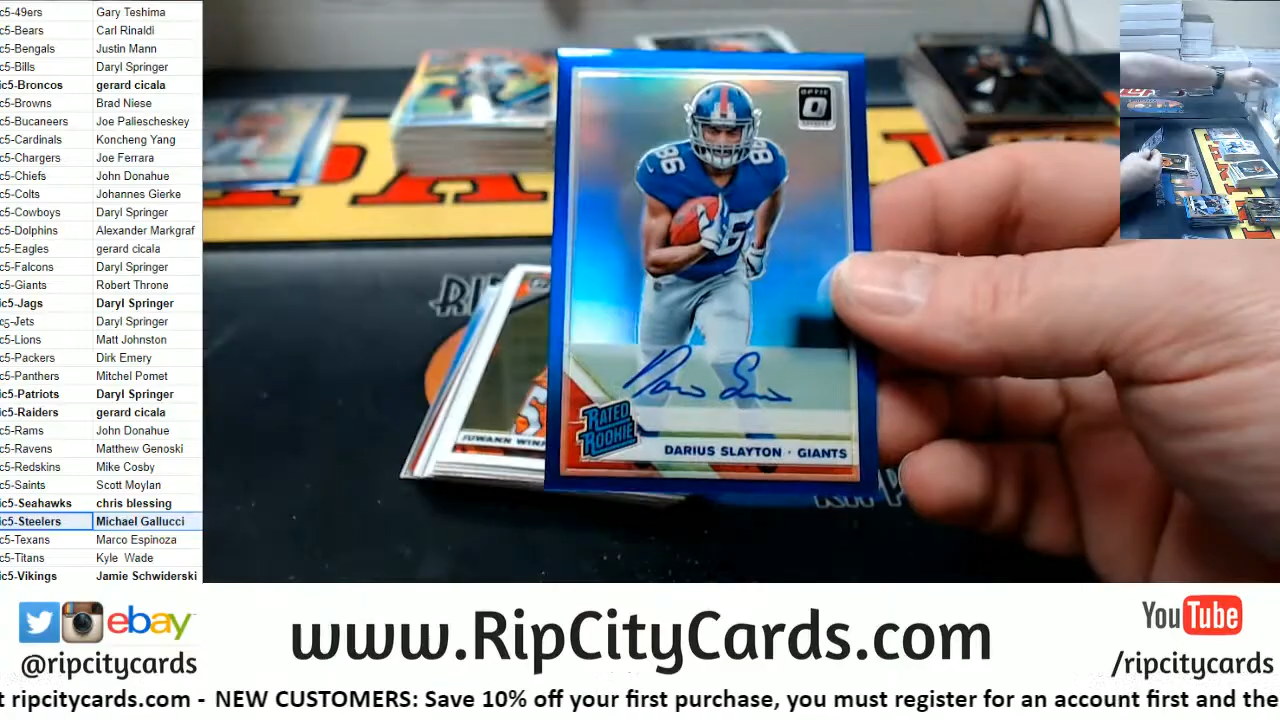 c5-49ers Gary Teshima
c5-Bears Carl Rinaldi
c5-Bengals Justin Mann
c5-Bills Daryl Springer
ic5-Broncos gerard cicala
c5-Browns Brad Niese
c5-Bucaneers Joe Paliescheskey
c5-Cardinals Koncheng Yang
c5-Chargers Joe Ferrara
c5-Chiefs John Donahue
c5-Colts Johannes Gierke
c5-Cowboys Daryl Springer
c5-Dolphins Alexander Markgraf
c5-Eagles gerard cicala
c5-Falcons Daryl Springer
c5-Giants Robert Throne
ic5-Jags Daryl Springer
c5-Jets Daryl Springer
c5-Lions Matt Johnston
c5-Packers Dirk Emery
c5-Panthers Mitchel Pomet
ic5-Patriots Daryl Springer
ic5-Raiders gerard cicala
c5-Rams John Donahue
c5-Ravens Matthew Genoski
c5-Redskins Mike Cosby
c5-Saints Scott Moylan
ic5-Seahawks chris blessing
ic5-Steelers Michael Gallucci
c5-Texans Marco Espinoza
c5-Titans Kyle Wade
ic5-Vikings Jamie Schwiderski
OPTIC
86
86
6
RATED
ROOKIE
DARIUS SLAYTON · GIANTS
JUWANN WIN
ebay
@ripcitycards
www.RipCityCards.com
YouTube
/ripcitycards
t ripcitycards.com - NEW CUSTOMERS: Save 10% off your first purchase, you must register for an account first and the